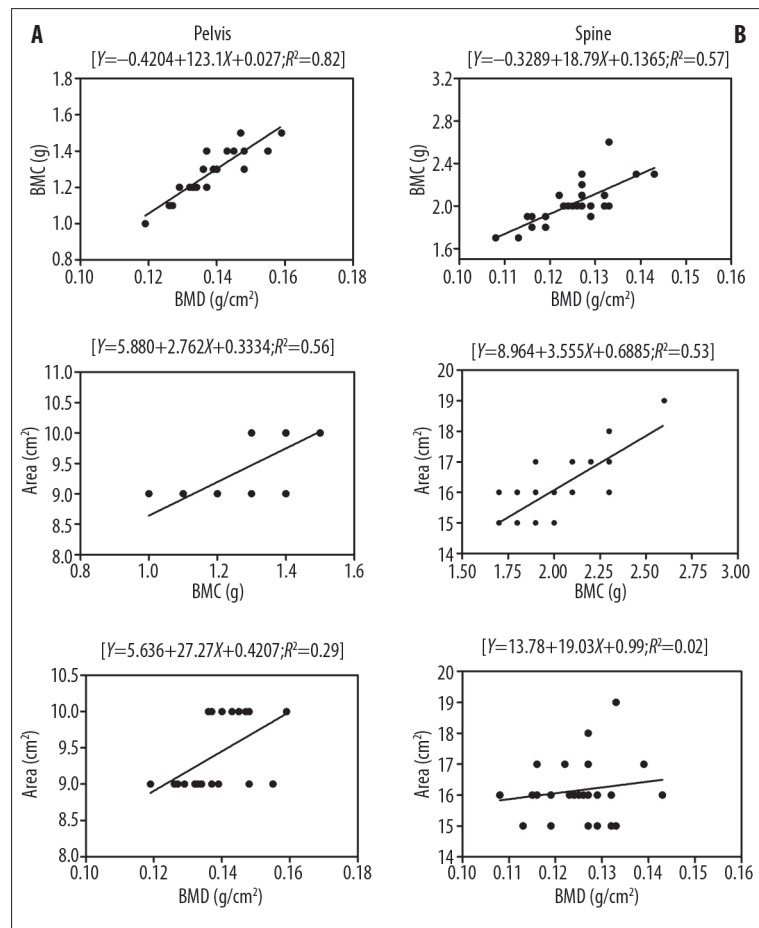 A Pelvis
[Y=−0.4204+123.1X+0.027;R²=0.82]
1.8
1.6
1.4
1.2
1.0
0.8
BMC (g)
0.10 0.12 0.14 0.16 0.18
BMD (g/cm²)
Spine B
[Y=−0.3289+18.79X+0.1365;R²=0.57]
3.2
2.8
2.4
2.0
1.6
BMC (g)
0.10 0.11 0.12 0.13 0.14 0.15 0.16
BMD (g/cm²)
[Y=5.880+2.762X+0.3334;R²=0.56]
11.0
10.5
10.0
9.5
9.0
8.5
8.0
Area (cm²)
0.8 1.0 1.2 1.4 1.6
BMC (g)
[Y=8.964+3.555X+0.6885;R²=0.53]
20
19
18
17
16
15
14
Area (cm²)
1.50 1.75 2.00 2.25 2.50 2.75 3.00
BMC (g)
[Y=5.636+27.27X+0.4207;R²=0.29]
10.5
10.0
9.5
9.0
8.5
8.0
Area (cm²)
0.10 0.12 0.14 0.16 0.18
BMD (g/cm²)
[Y=13.78+19.03X+0.99;R²=0.02]
20
19
18
17
16
15
14
Area (cm²)
0.10 0.11 0.12 0.13 0.14 0.15 0.16
BMD (g/cm²)